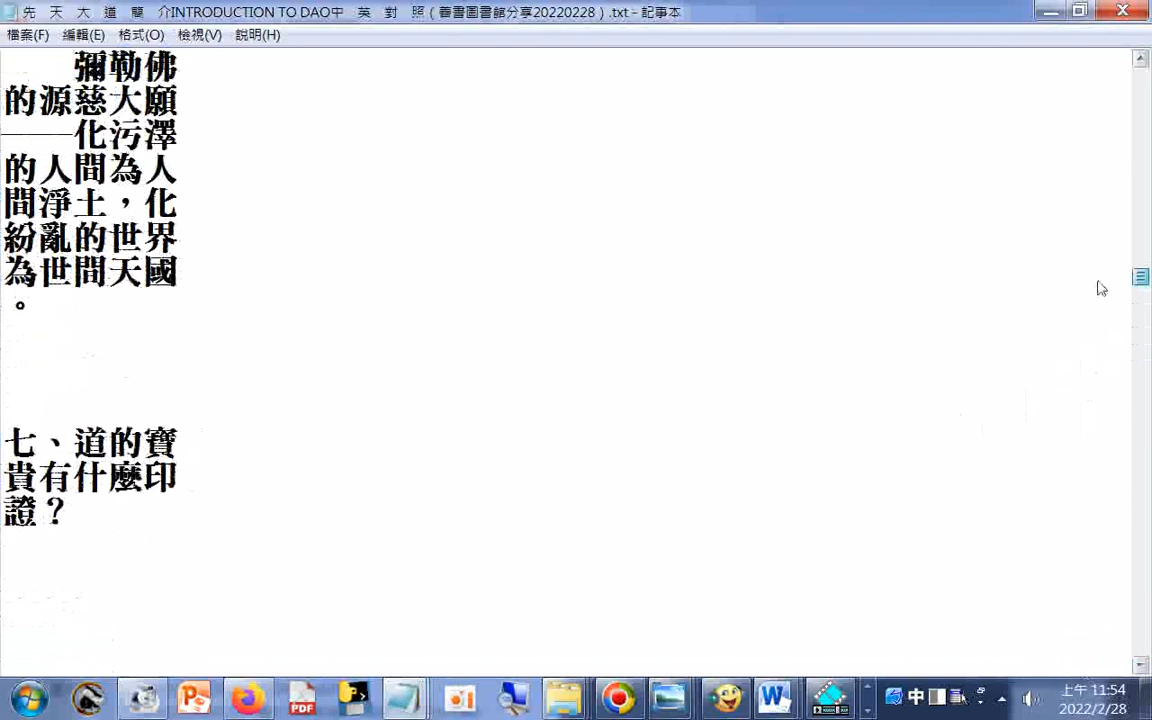 先 天 大 道 簡 介INTRODUCTION TO DAO中 英 對 照（善書圖書館分享20220228）.txt - 記事本
檔案(F) 編輯(E) 格式(O) 檢視(V) 說明(H)
彌勒佛
的源慈大願
——化污澤
的人間為人
間淨土，化
紛亂的世界
為世間天國
。
七、道的寶
貴有什麼印
證？
中
上午 11:54
2022/2/28